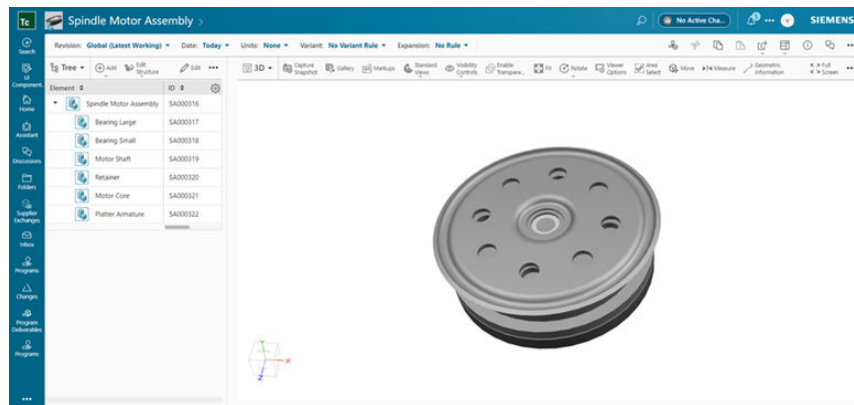 Tc Spindle Motor Assembly > No Active Cha... ••• Y SIEMENS
Revision: Global (Latest Working) Date: Today Units: None Variant: No Variant Rule Expansion: No Rule •••
Search
UI Component...
Home
Assistant
Discussions
Folders
Supplier Exchanges
Inbox
Programs
Changes
Program Deliverables
Programs
•••
Tree Add Edit Structure Edit •••
3D Capture Snapshot Gallery Markups Standard Views Visibility Controls Enable Transpare... Fit Rotate Viewer Options Area Select Move Measure Geometric Information Full Screen •••
Element ID
Spindle Motor Assembly SA000316
Bearing Large SA000317
Bearing Small SA000318
Motor Shaft SA000319
Retainer SA000320
Motor Core SA000321
Platter Armature SA000322
Y
X
Z